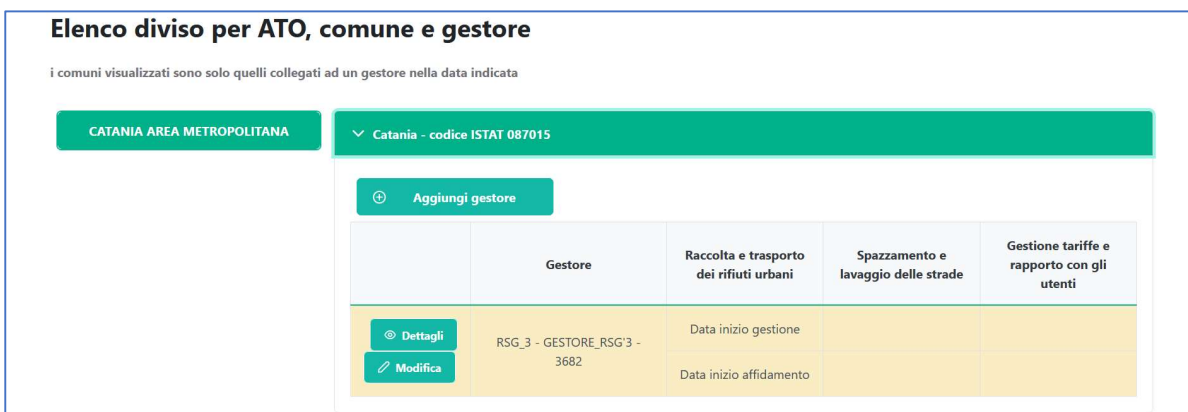 Elenco diviso per ATO, comune e gestore
i comuni visualizzati sono solo quelli collegati ad un gestore nella data indicata
CATANIA AREA METROPOLITANA
Catania - codice ISTAT 087015
Aggiungi gestore
Gestore
Raccolta e trasporto
dei rifiuti urbani
Spazzamento e
lavaggio delle strade
Gestione tariffe e
rapporto con gli
utenti
Dettagli
Modifica
RSG_3 - GESTORE_RSG'3 -
3682
Data inizio gestione
Data inizio affidamento